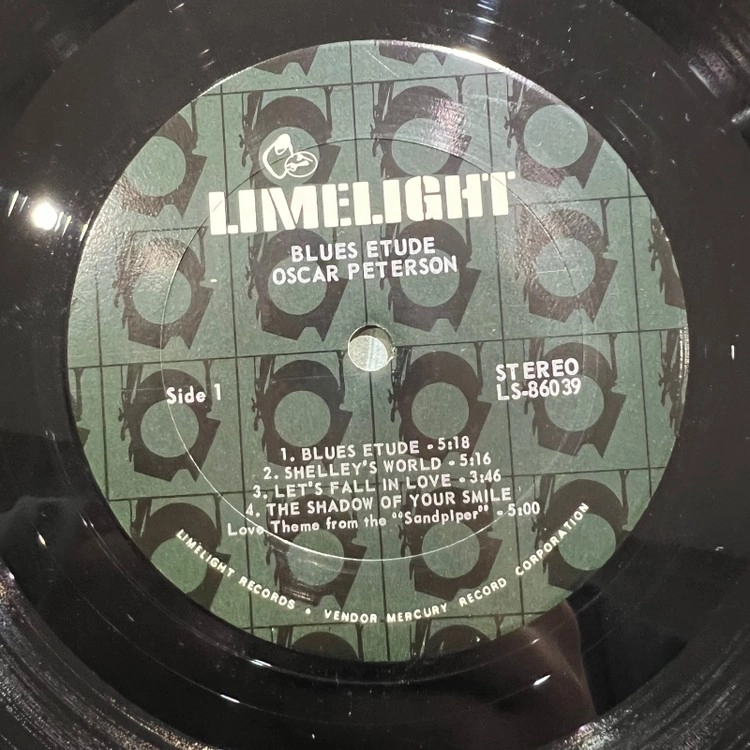 LIMELIGHT
BLUES ETUDE
OSCAR PETERSON
Side 1
STEREO
LS-86039
1. BLUES ETUDE - 5:18
2. SHELLEY'S WORLD - 5:16
3. LET'S FALL IN LOVE - 3:46
4. THE SHADOW OF YOUR SMILE
Love Theme from the "Sandpiper" - 5:00
LIMELIGHT RECORDS • VENDOR MERCURY RECORD CORPORATION